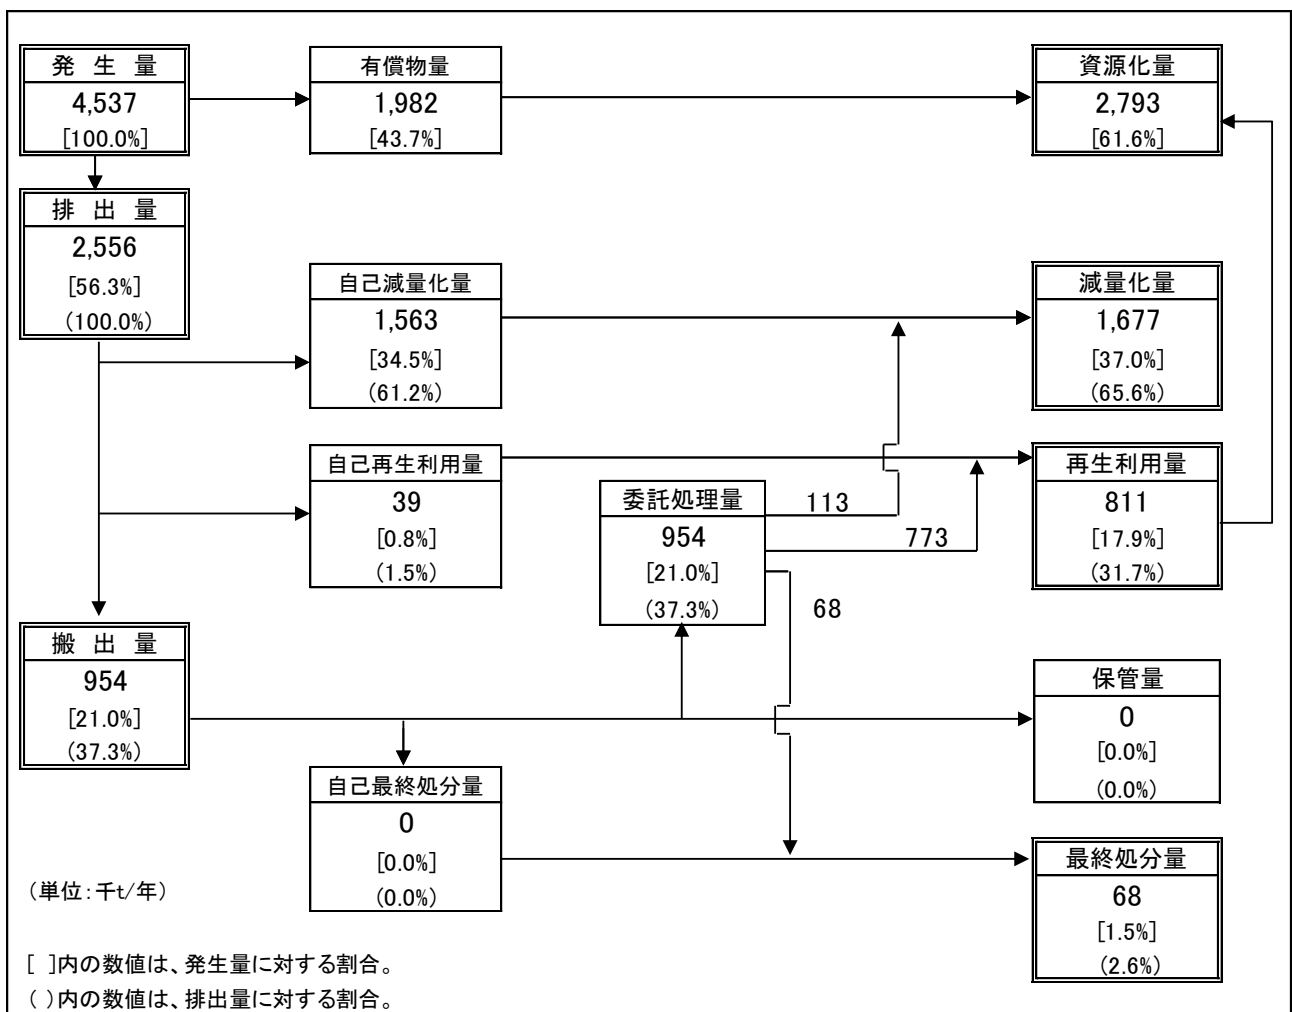 発 生 量
4,537
[100.0%]
有償物量
1,982
[43.7%]
資源化量
2,793
[61.6%]
排 出 量
2,556
[56.3%]
(100.0%)
自己減量化量
1,563
[34.5%]
(61.2%)
減量化量
1,677
[37.0%]
(65.6%)
自己再生利用量
39
[0.8%]
(1.5%)
委託処理量
954
[21.0%]
(37.3%)
113
773
68
再生利用量
811
[17.9%]
(31.7%)
搬 出 量
954
[21.0%]
(37.3%)
保管量
0
[0.0%]
(0.0%)
自己最終処分量
0
[0.0%]
(0.0%)
最終処分量
68
[1.5%]
(2.6%)
(単位:千t/年)
[ ]内の数値は、発生量に対する割合。
( )内の数値は、排出量に対する割合。